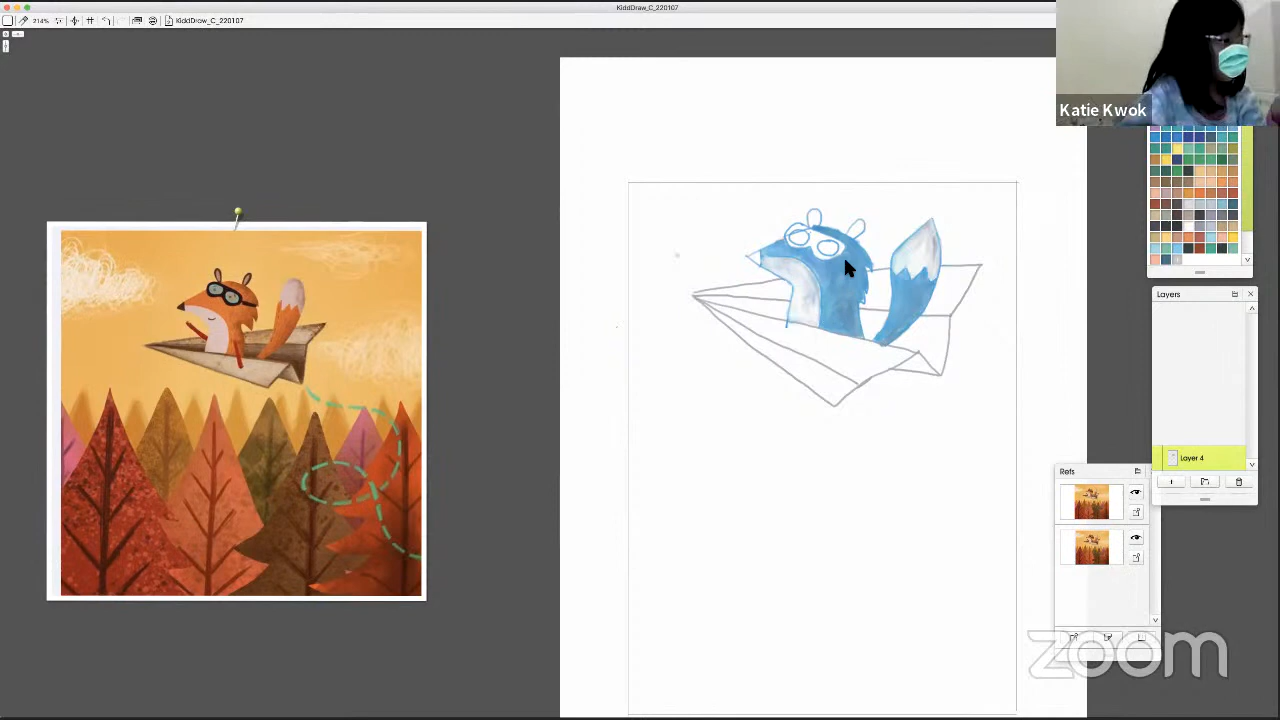 KiddDraw_C_220107
214%
KiddDraw_C_220107
Katie Kwok
Layers
Layer 4
Refs
zoom